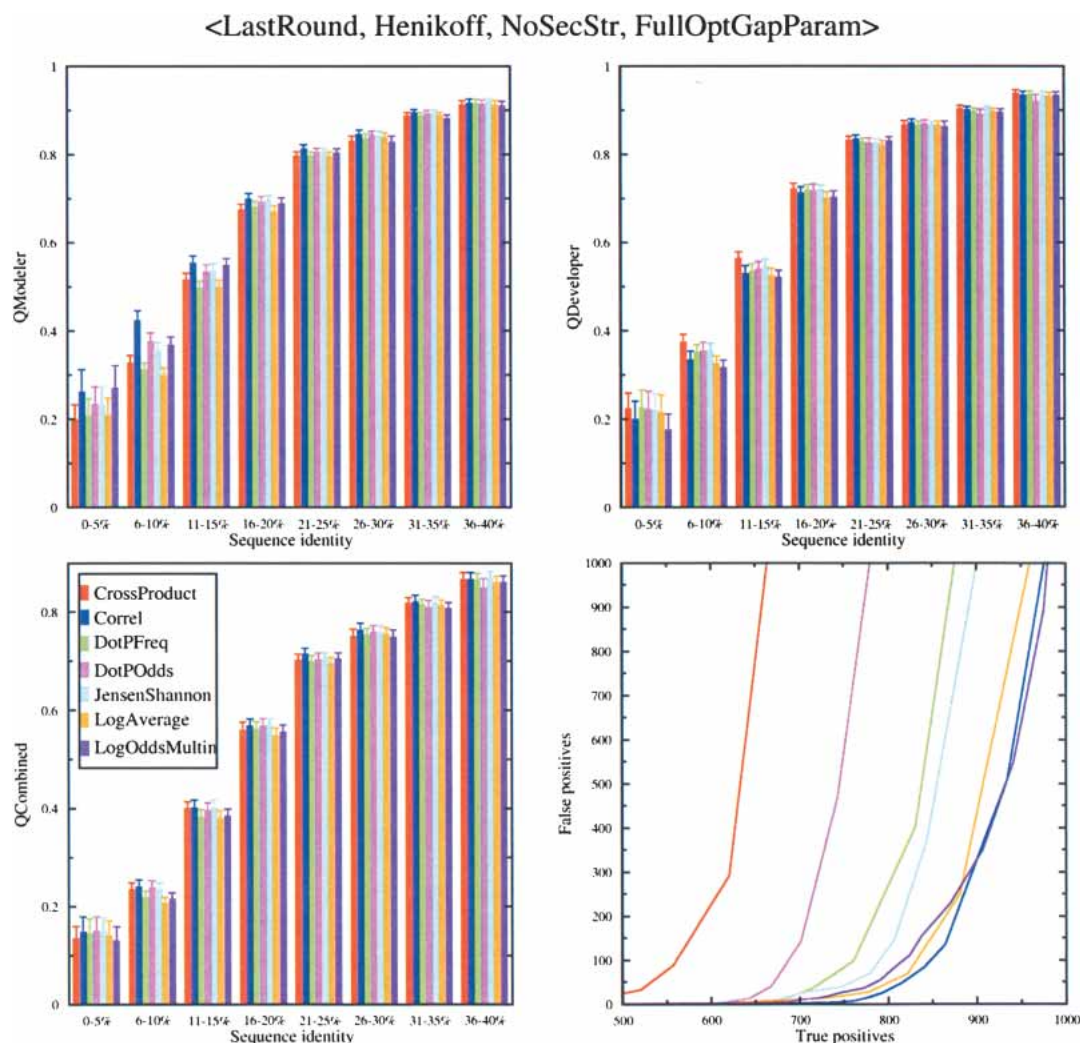 <LastRound, Henikoff, NoSecStr, FullOptGapParam>
1
0.8
0.6
0.4
0.2
0
QModeler
0-5% 6-10% 11-15% 16-20% 21-25% 26-30% 31-35% 36-40%
Sequence identity
1
0.8
0.6
0.4
0.2
0
QDeveloper
0-5% 6-10% 11-15% 16-20% 21-25% 26-30% 31-35% 36-40%
Sequence identity
0.8
0.6
0.4
0.2
0
QCombined
CrossProduct
Correl
DotPFreq
DotPOdds
JensenShannon
LogAverage
LogOddsMultin
0-5% 6-10% 11-15% 16-20% 21-25% 26-30% 31-35% 36-40%
Sequence identity
1000
900
800
700
600
500
400
300
200
100
0
False positives
500 600 700 800 900 1000
True positives